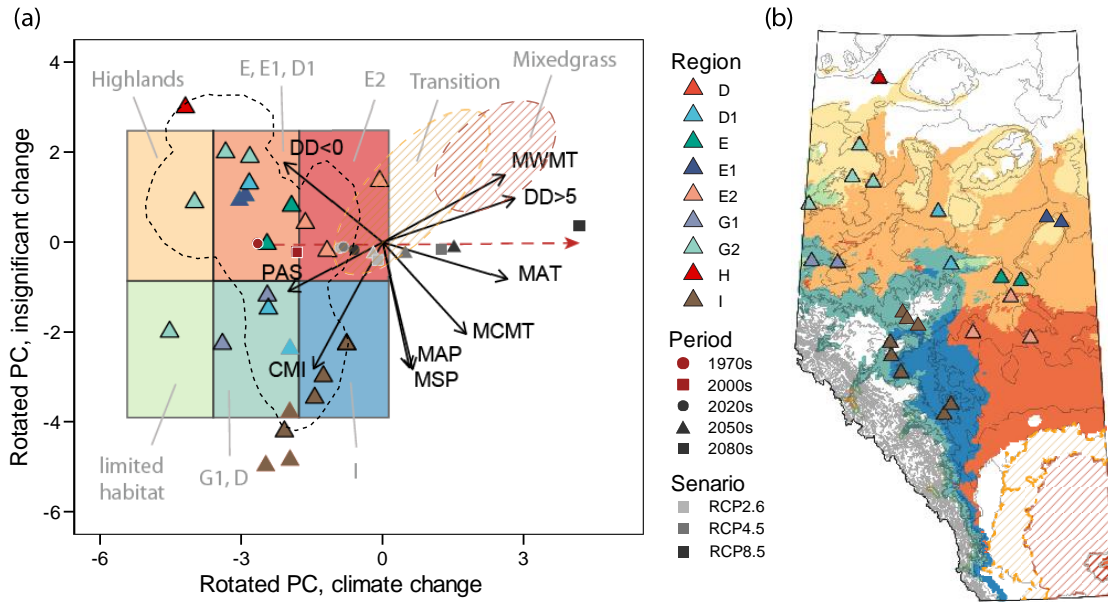 (a)
(b)
4
2
0
-2
-4
-6
Rotated PC, insignificant change
Highlands
E, E1, D1
E2
Transition
Mixedgrass
DD<0
MWMT
DD>5
MAT
PAS
MCMT
MAP
MSP
CMI
limited
habitat
G1, D
I
-6
-3
0
3
Rotated PC, climate change
Region
D
D1
E
E1
E2
G1
G2
H
I
Period
1970s
2000s
2020s
2050s
2080s
Senario
RCP2.6
RCP4.5
RCP8.5